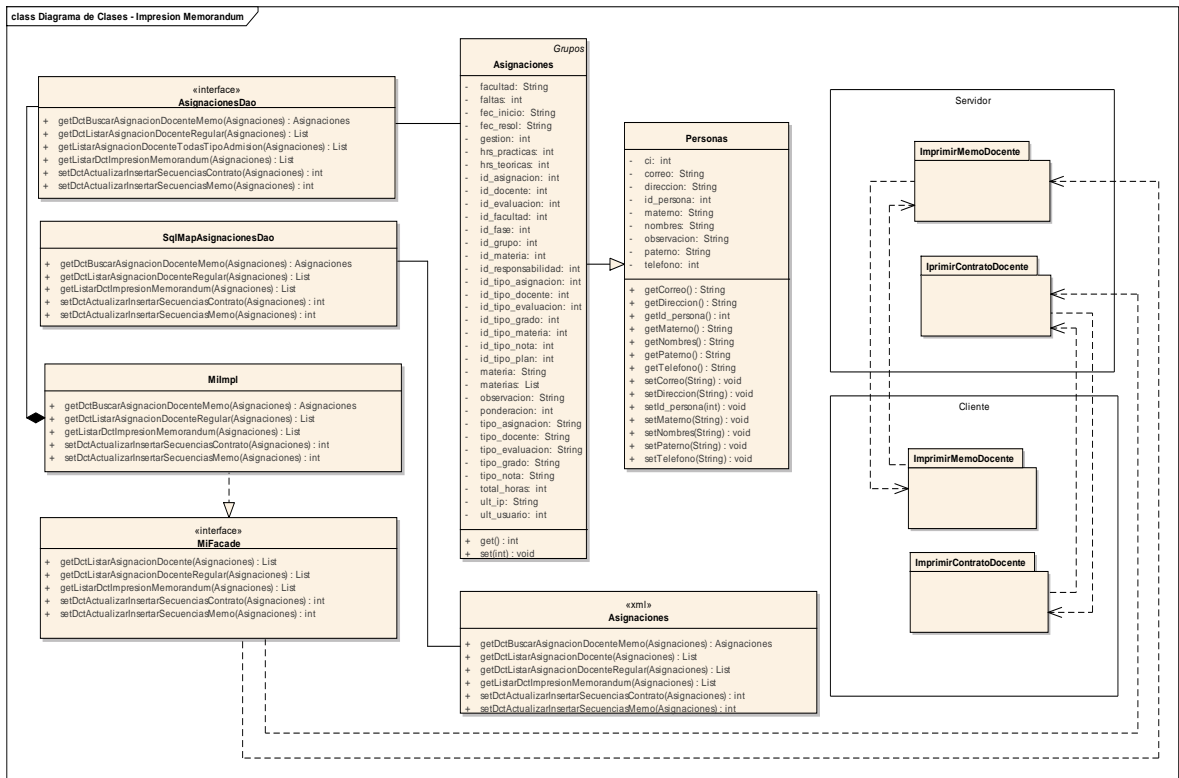 class Diagrama de Clases - Impresion Memorandum
«interface»
AsignacionesDao
+ getDctBuscarAsignacionDocenteMemo(Asignaciones) : Asignaciones
+ getDctListarAsignacionDocenteRegular(Asignaciones) : List
+ getListarAsignacionDocenteTodasTipoAdmision(Asignaciones) : List
+ getListarDctImpresionMemorandum(Asignaciones) : List
+ setDctActualizarInsertarSecuenciasContrato(Asignaciones) : int
+ setDctActualizarInsertarSecuenciasMemo(Asignaciones) : int
SqlMapAsignacionesDao
+ getDctBuscarAsignacionDocenteMemo(Asignaciones) : Asignaciones
+ getDctListarAsignacionDocenteRegular(Asignaciones) : List
+ getListarDctImpresionMemorandum(Asignaciones) : List
+ setDctActualizarInsertarSecuenciasContrato(Asignaciones) : int
+ setDctActualizarInsertarSecuenciasMemo(Asignaciones) : int
MiImpl
+ getDctBuscarAsignacionDocenteMemo(Asignaciones) : Asignaciones
+ getDctListarAsignacionDocenteRegular(Asignaciones) : List
+ getListarDctImpresionMemorandum(Asignaciones) : List
+ setDctActualizarInsertarSecuenciasContrato(Asignaciones) : int
+ setDctActualizarInsertarSecuenciasMemo(Asignaciones) : int
«interface»
MiFacade
+ getDctListarAsignacionDocente(Asignaciones) : List
+ getDctListarAsignacionDocenteRegular(Asignaciones) : List
+ getListarDctImpresionMemorandum(Asignaciones) : List
+ setDctActualizarInsertarSecuenciasContrato(Asignaciones) : int
+ setDctActualizarInsertarSecuenciasMemo(Asignaciones) : int
Grupos
Asignaciones
- facultad: String
- faltas: int
- fec_inicio: String
- fec_resol: String
- gestion: int
- hrs_practicas: int
- hrs_teoricas: int
- id_asignacion: int
- id_docente: int
- id_evaluacion: int
- id_facultad: int
- id_fase: int
- id_grupo: int
- id_materia: int
- id_responsabilidad: int
- id_tipo_asignacion: int
- id_tipo_docente: int
- id_tipo_evaluacion: int
- id_tipo_grado: int
- id_tipo_materia: int
- id_tipo_nota: int
- id_tipo_plan: int
- materia: String
- materias: List
- observacion: String
- ponderacion: int
- tipo_asignacion: String
- tipo_docente: String
- tipo_evaluacion: String
- tipo_grado: String
- tipo_nota: String
- total_horas: int
- ult_ip: String
- ult_usuario: int
+ get() : int
+ set(int) : void
Personas
- ci: int
- correo: String
- direccion: String
- id_persona: int
- materno: String
- nombres: String
- observacion: String
- paterno: String
- telefono: int
+ getCorreo() : String
+ getDireccion() : String
+ getId_persona() : int
+ getMaterno() : String
+ getNombres() : String
+ getPaterno() : String
+ getTelefono() : String
+ setCorreo(String) : void
+ setDireccion(String) : void
+ setId_persona(int) : void
+ setMaterno(String) : void
+ setNombres(String) : void
+ setPaterno(String) : void
+ setTelefono(String) : void
«xml»
Asignaciones
+ getDctBuscarAsignacionDocenteMemo(Asignaciones) : Asignaciones
+ getDctListarAsignacionDocente(Asignaciones) : List
+ getDctListarAsignacionDocenteRegular(Asignaciones) : List
+ getListarDctImpresionMemorandum(Asignaciones) : List
+ setDctActualizarInsertarSecuenciasContrato(Asignaciones) : int
+ setDctActualizarInsertarSecuenciasMemo(Asignaciones) : int
Servidor
ImprimirMemoDocente
IprimirContratoDocente
Cliente
ImprimirMemoDocente
ImprimirContratoDocente